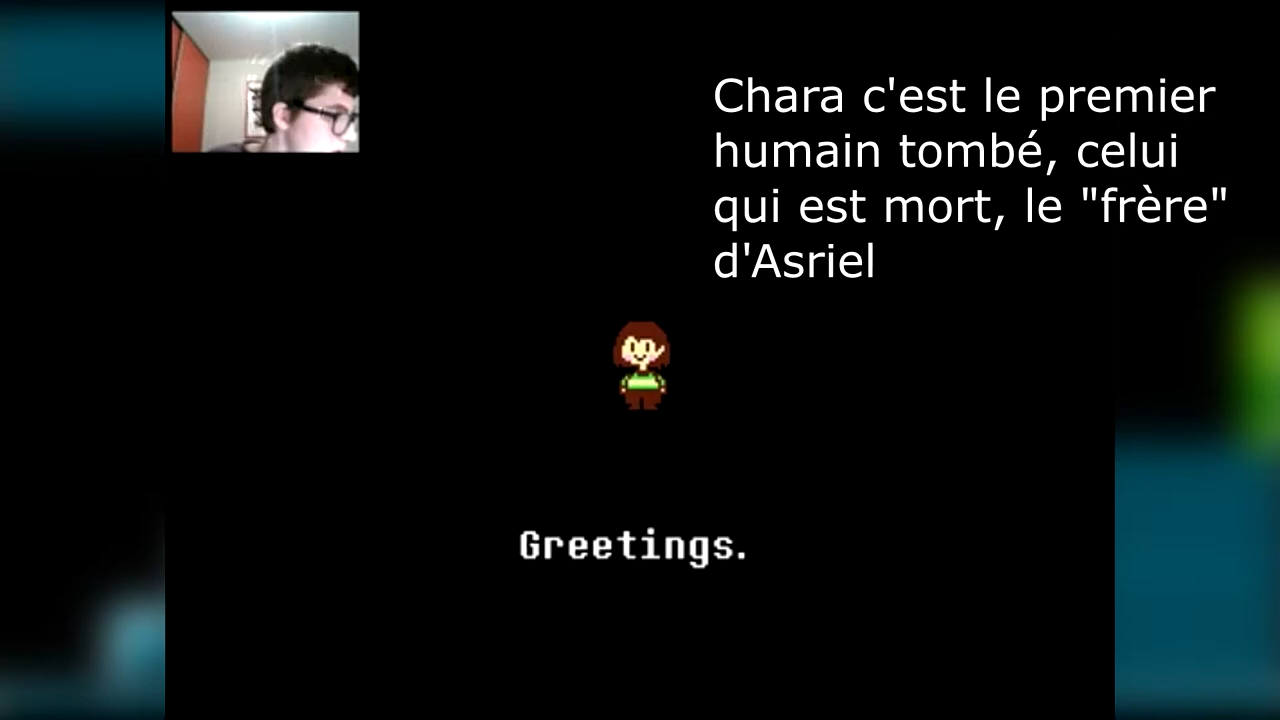 Chara c'est le premier
humain tombé, celui
qui est mort, le "frère"
d'Asriel
Greetings.